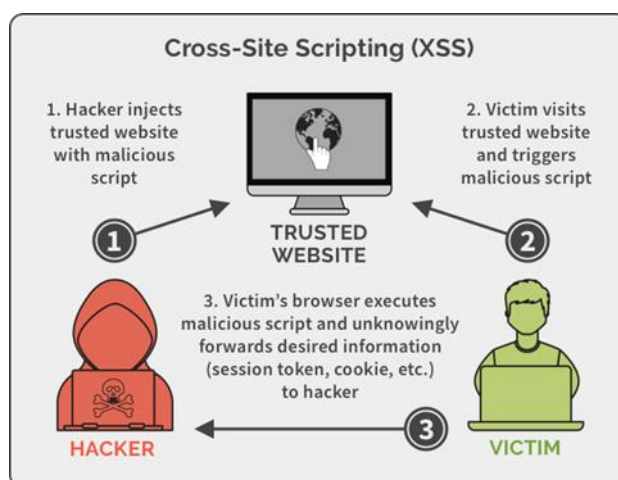 Cross-Site Scripting (XSS)
1. Hacker injects
trusted website
with malicious
script
2. Victim visits
trusted website
and triggers
malicious script
1
TRUSTED
WEBSITE
2
3. Victim's browser executes
malicious script and unknowingly
forwards desired information
(session token, cookie, etc.)
to hacker
HACKER
3
VICTIM